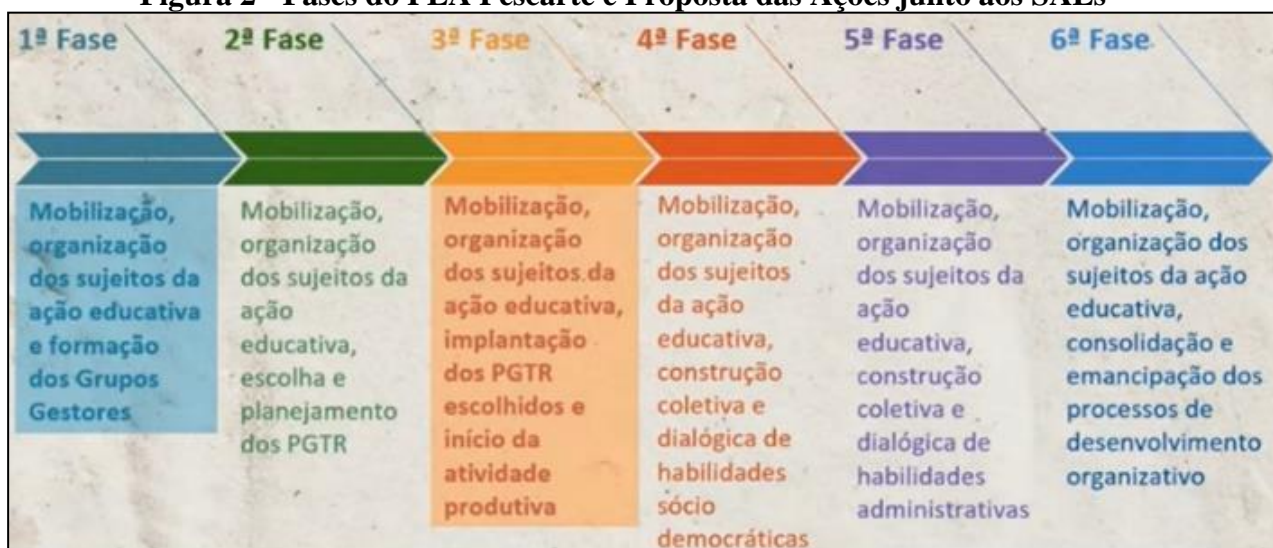 Figura 2 - Fases do PEA Pescarte e Proposta das Ações junto aos SAEs
1ª Fase
2ª Fase
3ª Fase
4ª Fase
5ª Fase
6ª Fase
Mobilização,
organização
dos sujeitos da
ação educativa
e formação
dos Grupos
Gestores
Mobilização,
organização
dos sujeitos da
ação
educativa,
escolha e
planejamento
dos PGTR
Mobilização,
organização
dos sujeitos da
ação educativa,
implantação
dos PGTR
escolhidos e
início da
atividade
produtiva
Mobilização,
organização
dos sujeitos
da ação
educativa,
construção
coletiva e
dialógica de
habilidades
sócio
democráticas
Mobilização,
organização
dos sujeitos da
ação
educativa,
construção
coletiva e
dialógica de
habilidades
administrativas
Mobilização,
organização dos
sujeitos da ação
educativa,
consolidação e
emancipação dos
processos de
desenvolvimento
organizativo